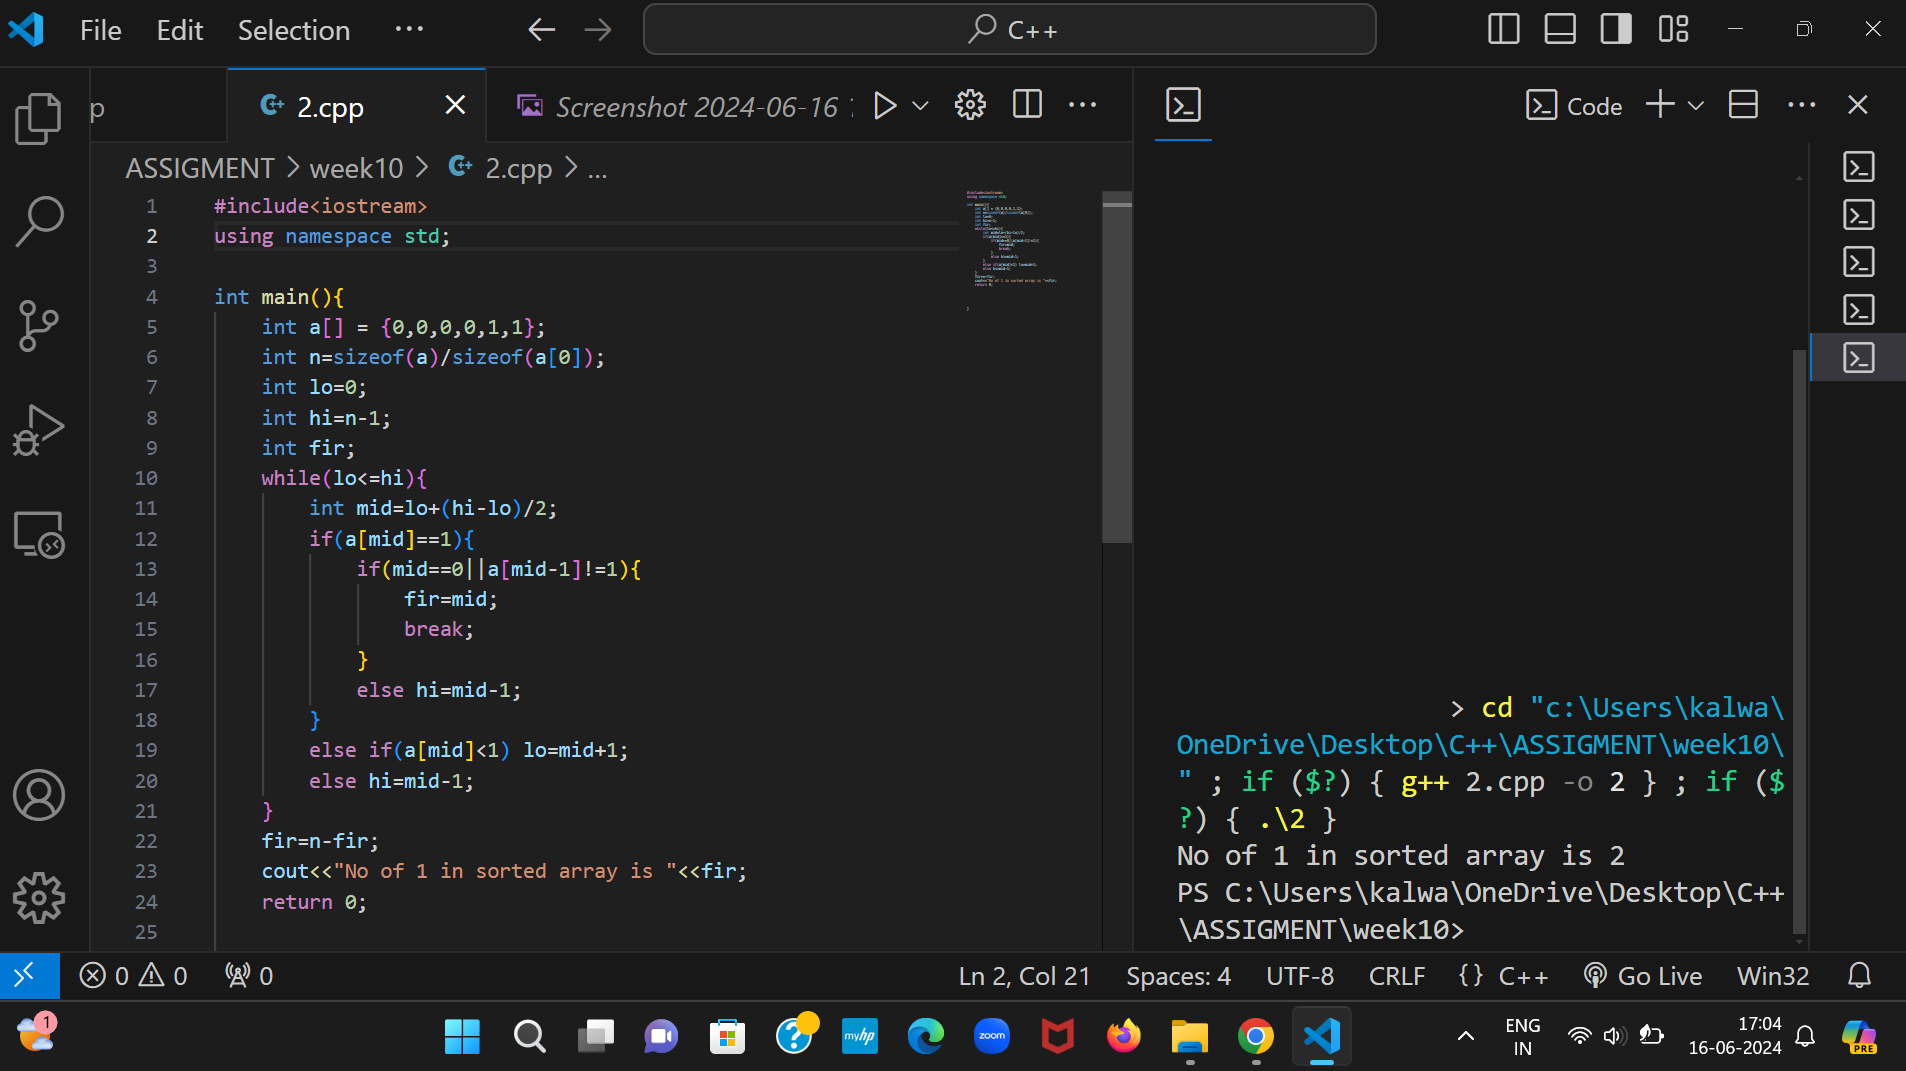 File Edit Selection ···
C++
p
2.cpp
Screenshot 2024-06-16
Code
ASSIGMENT > week10 > 2.cpp > ...
1 #include<iostream>
2 using namespace std;
3
4 int main(){
5 int a[] = {0,0,0,0,1,1};
6 int n=sizeof(a)/sizeof(a[0]);
7 int lo=0;
8 int hi=n-1;
9 int fir;
10 while(lo<=hi){
11 int mid=lo+(hi-lo)/2;
12 if(a[mid]==1){
13 if(mid==0||a[mid-1]!=1){
14 fir=mid;
15 break;
16 }
17 else hi=mid-1;
18 }
19 else if(a[mid]<1) lo=mid+1;
20 else hi=mid-1;
21 }
22 fir=n-fir;
23 cout<<"No of 1 in sorted array is "<<fir;
24 return 0;
25
> cd "c:\Users\kalwa\
OneDrive\Desktop\C++\ASSIGMENT\week10\
" ; if ($?) { g++ 2.cpp -o 2 } ; if ($
?) { .\2 }
No of 1 in sorted array is 2
PS C:\Users\kalwa\OneDrive\Desktop\C++
\ASSIGMENT\week10>
0 0 0
Ln 2, Col 21 Spaces: 4 UTF-8 CRLF {} C++ Go Live Win32
1
myhp
zoom
ENG
IN
17:04
16-06-2024
PRE